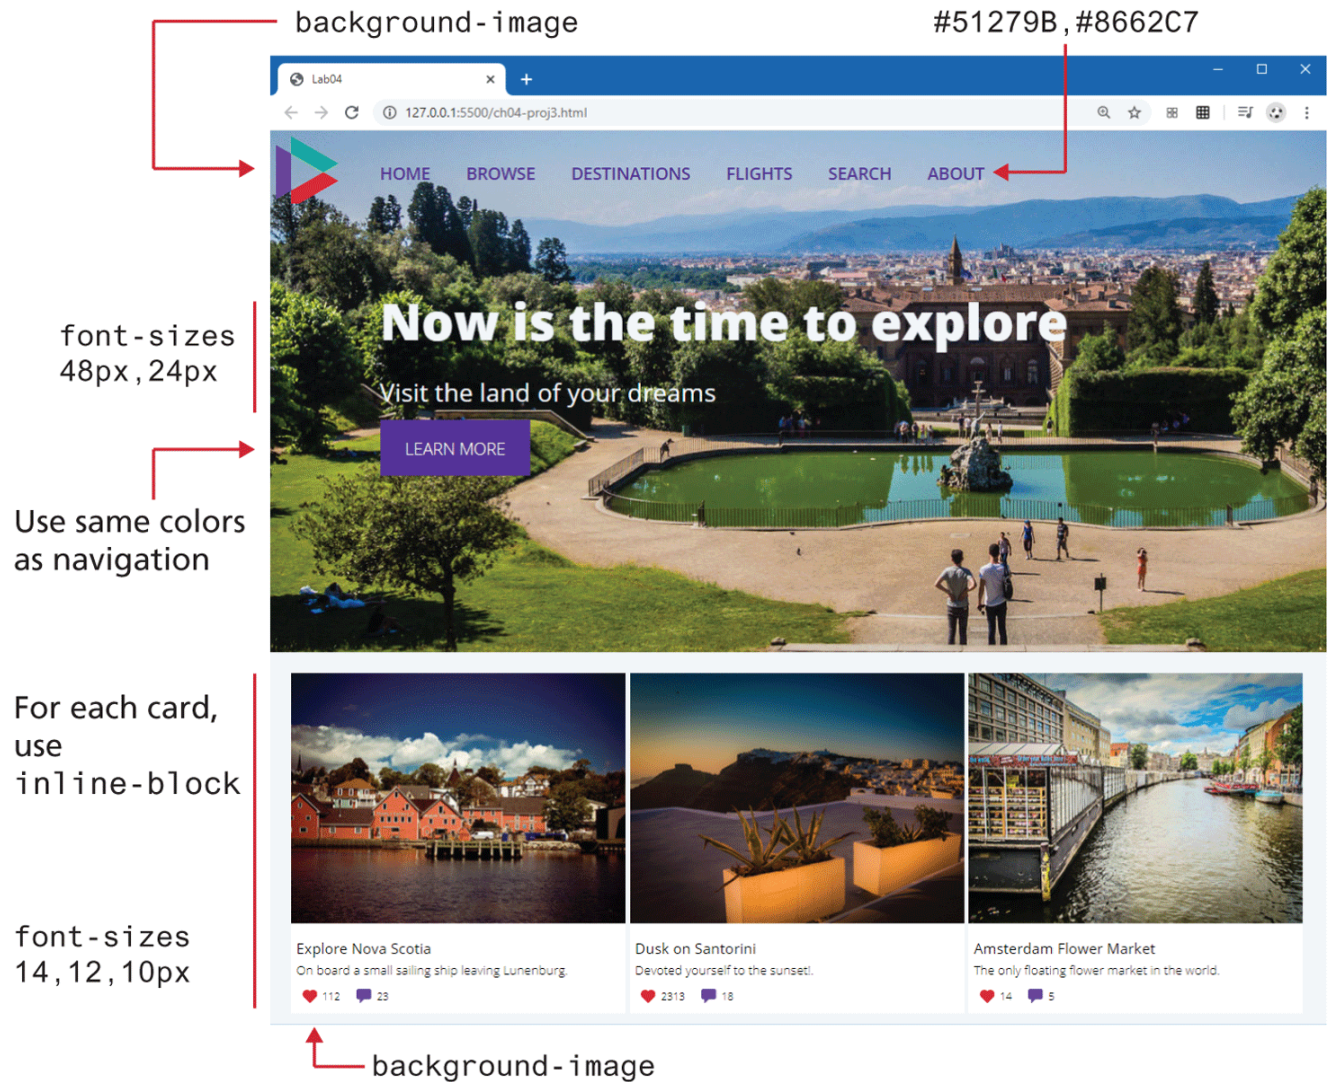 background-image
#51279B,#8662C7
Lab04
127.0.0.1:5500/ch04-proj3.html
HOME BROWSE DESTINATIONS FLIGHTS SEARCH ABOUT
font-sizes
48px,24px
Now is the time to explore
Visit the land of your dreams
LEARN MORE
Use same colors
as navigation
For each card,
use
inline-block
font-sizes
14,12,10px
Explore Nova Scotia
On board a small sailing ship leaving Lunenburg.
112 23
Dusk on Santorini
Devoted yourself to the sunset!.
2313 18
Amsterdam Flower Market
The only floating flower market in the world.
14 5
background-image